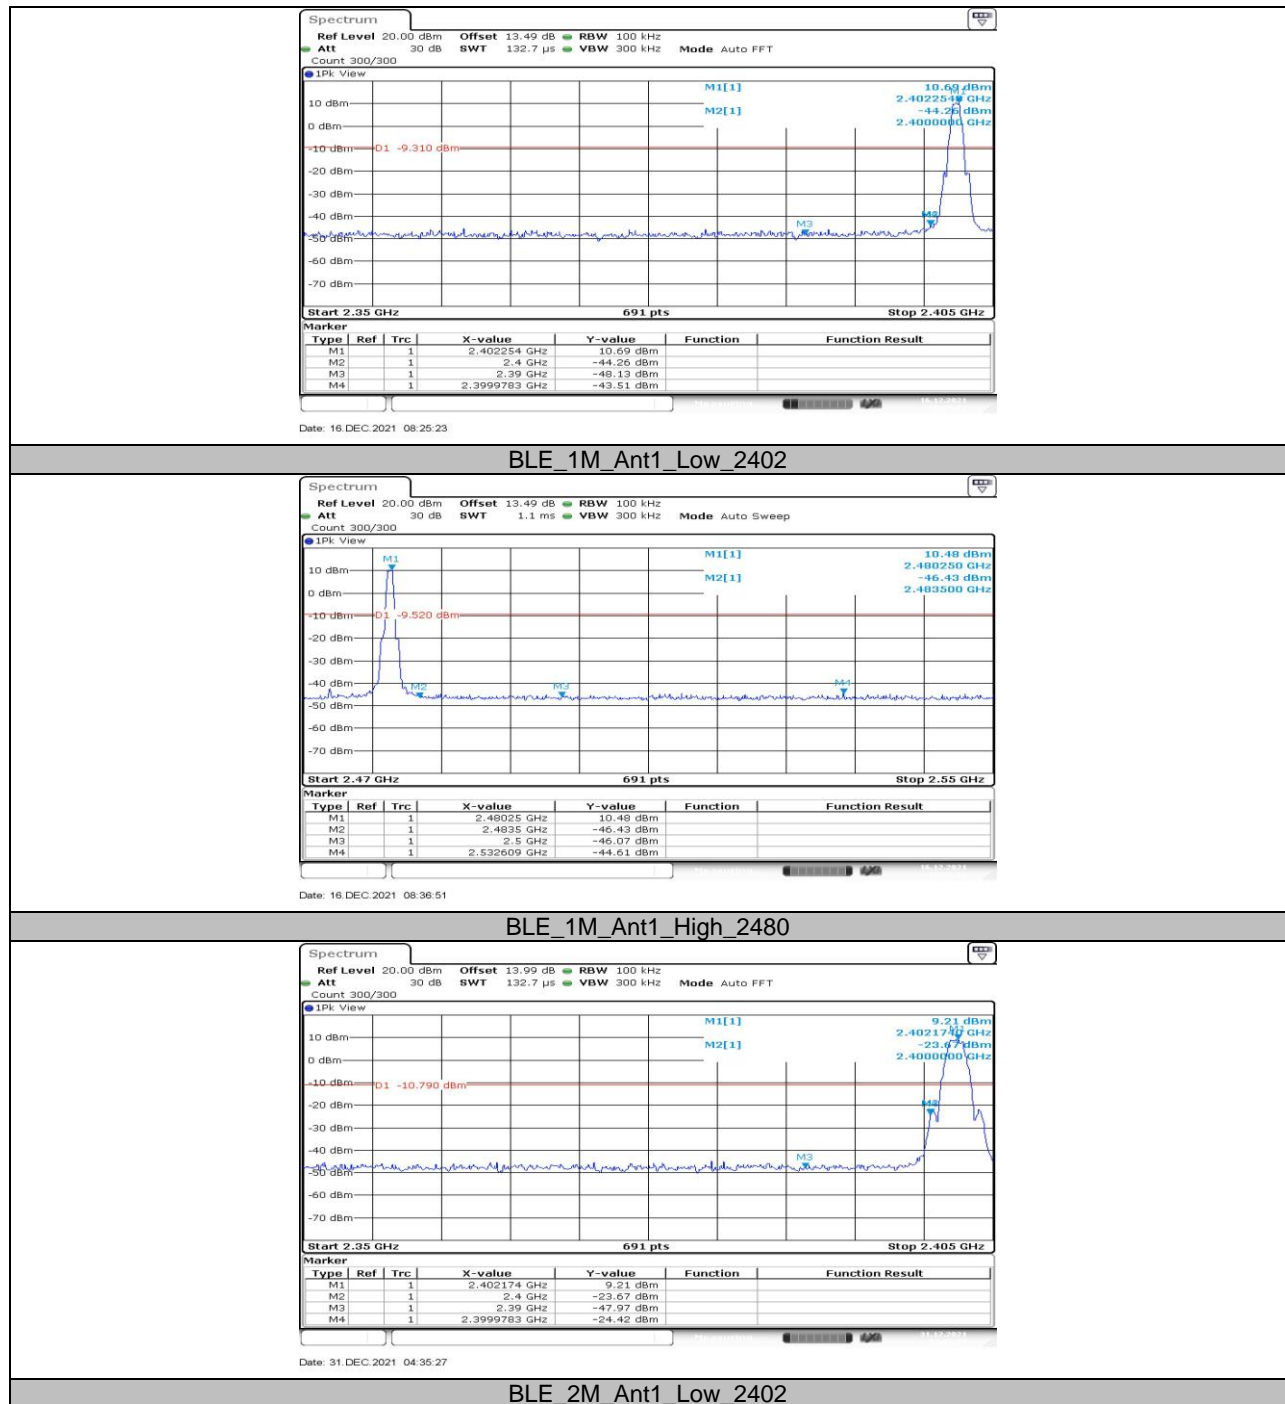 Spectrum
Ref Level 20.00 dBm Offset 13.49 dB RBW 100 kHz
Att 30 dB SWT 132.7 µs VBW 300 kHz Mode Auto FFT
Count 300/300
1Pk View
M1[1] 10.69 dBm
2.4022540 GHz
M2[1] -44.26 dBm
2.4000000 GHz
M1
10 dBm
0 dBm
-10 dBm D1 -9.310 dBm
-20 dBm
-30 dBm
-40 dBm
M3
-50 dBm
-60 dBm
-70 dBm
Start 2.35 GHz 691 pts Stop 2.405 GHz
Marker
Type Ref Trc X-value Y-value Function Function Result
M1 1 2.402254 GHz 10.69 dBm
M2 1 2.4 GHz -44.26 dBm
M3 1 2.39 GHz -48.13 dBm
M4 1 2.3999783 GHz -43.51 dBm
16.12.2021
Date: 16.DEC.2021 08:25:23
BLE_1M_Ant1_Low_2402
Spectrum
Ref Level 20.00 dBm Offset 13.49 dB RBW 100 kHz
Att 30 dB SWT 1.1 ms VBW 300 kHz Mode Auto Sweep
Count 300/300
1Pk View
M1[1] 10.48 dBm
2.480250 GHz
M2[1] -46.43 dBm
2.483500 GHz
M1
10 dBm
0 dBm
-10 dBm D1 -9.520 dBm
-20 dBm
-30 dBm
-40 dBm
M2 M3 M4
-50 dBm
-60 dBm
-70 dBm
Start 2.47 GHz 691 pts Stop 2.55 GHz
Marker
Type Ref Trc X-value Y-value Function Function Result
M1 1 2.48025 GHz 10.48 dBm
M2 1 2.4835 GHz -46.43 dBm
M3 1 2.5 GHz -46.07 dBm
M4 1 2.532609 GHz -44.61 dBm
16.12.2021
Date: 16.DEC.2021 08:36:51
BLE_1M_Ant1_High_2480
Spectrum
Ref Level 20.00 dBm Offset 13.99 dB RBW 100 kHz
Att 30 dB SWT 132.7 µs VBW 300 kHz Mode Auto FFT
Count 300/300
1Pk View
M1[1] 9.21 dBm
2.4021740 GHz
M2[1] -23.67 dBm
2.4000000 GHz
M1
10 dBm
0 dBm
-10 dBm D1 -10.790 dBm
-20 dBm
-30 dBm
-40 dBm
M3
-50 dBm
-60 dBm
-70 dBm
Start 2.35 GHz 691 pts Stop 2.405 GHz
Marker
Type Ref Trc X-value Y-value Function Function Result
M1 1 2.402174 GHz 9.21 dBm
M2 1 2.4 GHz -23.67 dBm
M3 1 2.39 GHz -47.97 dBm
M4 1 2.3999783 GHz -24.42 dBm
31.12.2021
Date: 31.DEC.2021 04:35:27
BLE_2M_Ant1_Low_2402